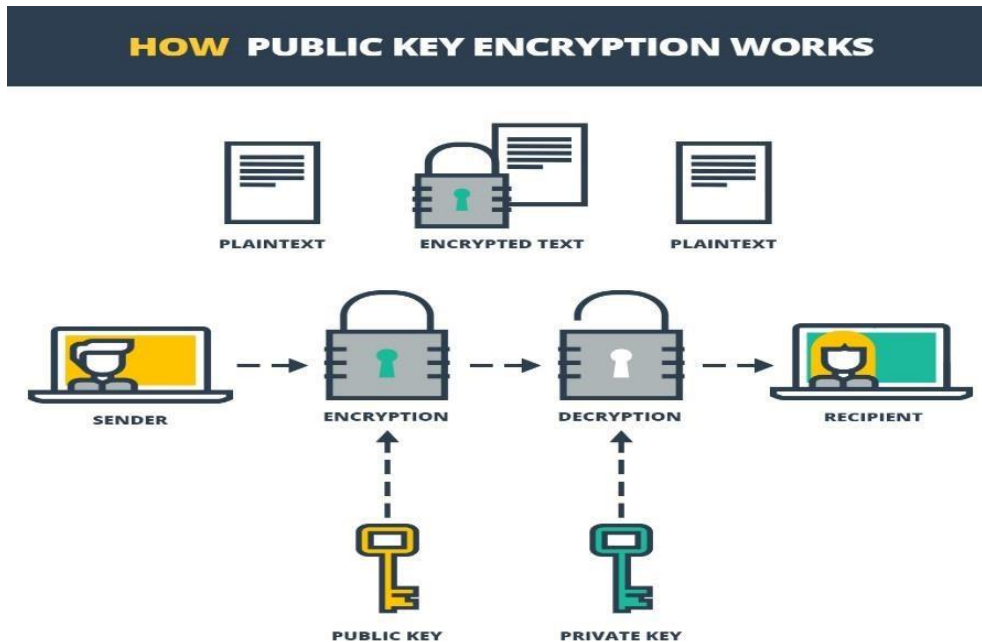 HOW PUBLIC KEY ENCRYPTION WORKS
PLAINTEXT
ENCRYPTED TEXT
PLAINTEXT
SENDER
ENCRYPTION
DECRYPTION
RECIPIENT
PUBLIC KEY
PRIVATE KEY